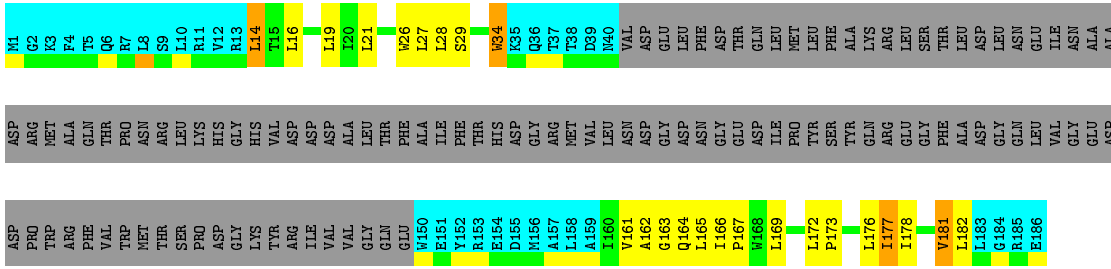 M1 G2 K3 F4 T5 Q6 R7 L8 S9 L10 R11 V12 R13 L14 T15 L16 L19 I20 L21 W26 L27 L28 S29 W34 K35 Q36 T37 T38 D39 N40 VAL ASP GLU LEU PHE ASP THR GLN LEU MET LEU PHE ALA LYS ARG LEU SER THR LEU ASP LEU ASN GLU ILE ASN ALA ALA
ASP ARG MET ALA GLN THR PRO ASN ARG LEU LYS HIS GLY HIS VAL ASP ASP ASP ALA LEU THR PHE ALA ILE PHE THR HIS ASP GLY ARG MET VAL LEU ASN ASP GLY ASP ASN GLY GLU ASP ILE PRO TYR SER TYR GLN ARG GLU GLY PHE ALA ASP GLY GLN LEU VAL GLY GLU ASP
ASP PRO TRP ARG PHE VAL TRP MET THR SER PRO ASP GLY LYS TYR ARG ILE VAL VAL GLY GLN GLU W150 E151 Y152 R153 E154 D155 M156 A157 L158 A159 I160 V161 A162 G163 Q164 L165 I166 P167 W168 L169 L172 P173 L176 I177 I178 V181 L182 L183 G184 R185 E186